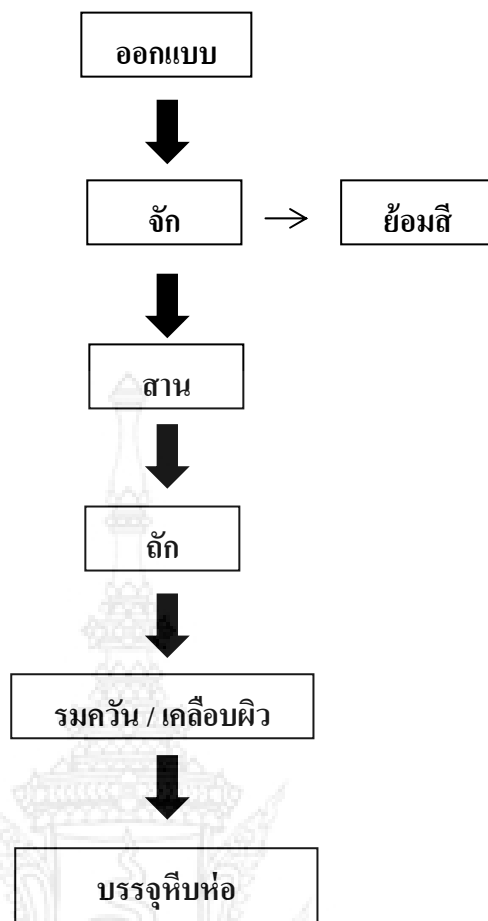 ออกแบบ
จัก → ย้อมสี
สาน
ถัก
รมควัน / เคลือบผิว
บรรจุหีบห่อ